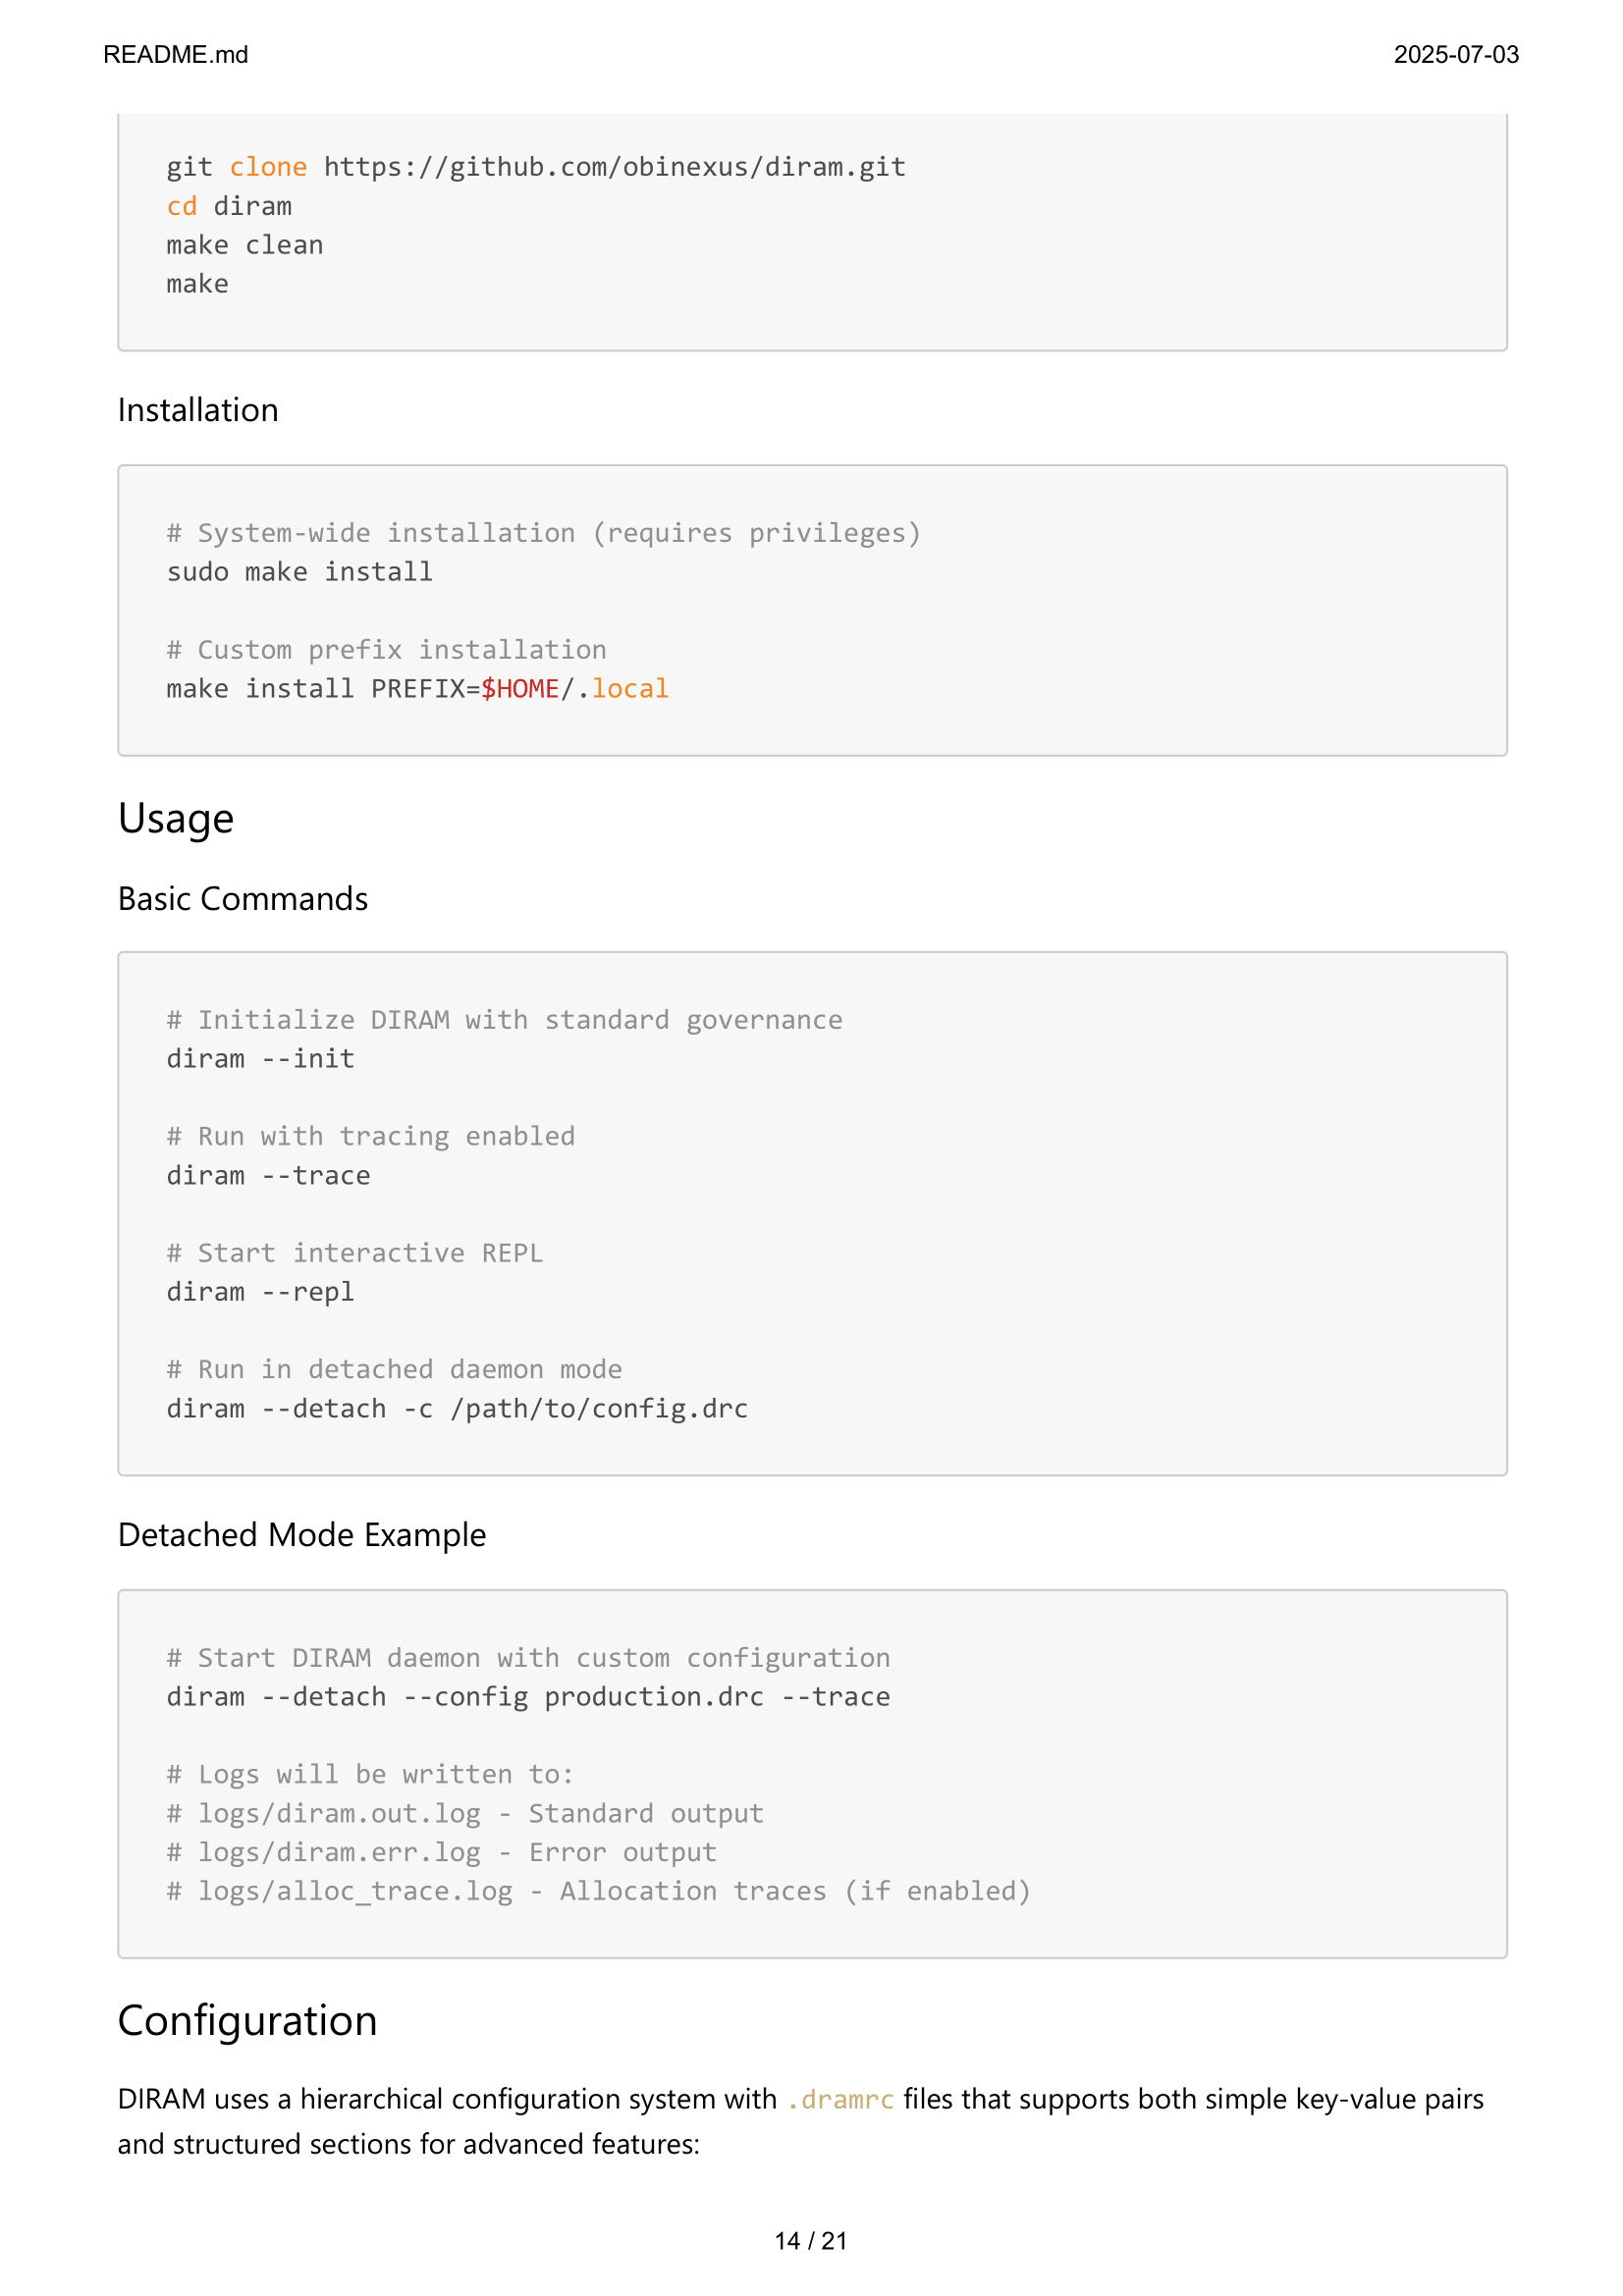 README.md
2025-07-03
git clone https://github.com/obinexus/diram.git
cd diram
make clean
make
Installation
# System-wide installation (requires privileges)
sudo make install
# Custom prefix installation
make install PREFIX=$HOME/.local
Usage
Basic Commands
# Initialize DIRAM with standard governance
diram --init
# Run with tracing enabled
diram --trace
# Start interactive REPL
diram --repl
# Run in detached daemon mode
diram --detach -c /path/to/config.drc
Detached Mode Example
# Start DIRAM daemon with custom configuration
diram --detach --config production.drc --trace
# Logs will be written to:
# logs/diram.out.log - Standard output
# logs/diram.err.log - Error output
# logs/alloc_trace.log - Allocation traces (if enabled)
Configuration
DIRAM uses a hierarchical configuration system with .dramrc files that supports both simple key-value pairs
and structured sections for advanced features:
14 / 21